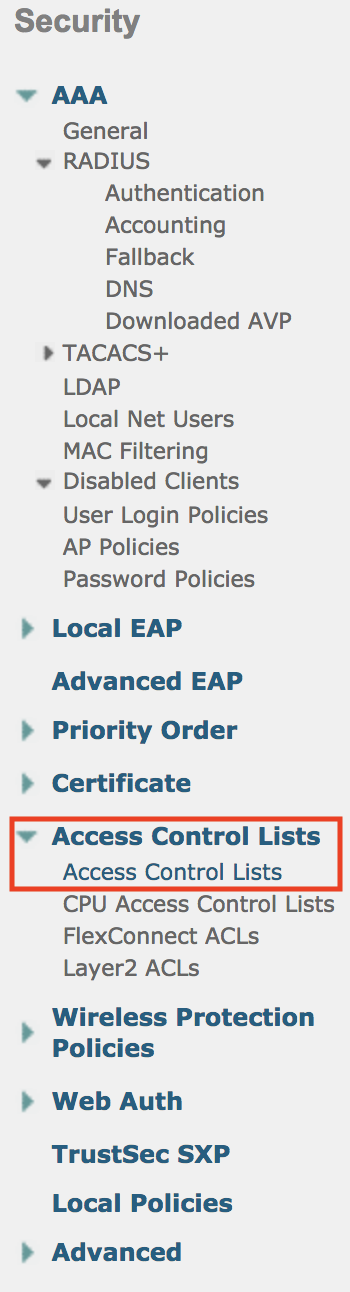 Security
AAA
General
RADIUS
Authentication
Accounting
Fallback
DNS
Downloaded AVP
TACACS+
LDAP
Local Net Users
MAC Filtering
Disabled Clients
User Login Policies
AP Policies
Password Policies
Local EAP
Advanced EAP
Priority Order
Certificate
Access Control Lists
Access Control Lists
CPU Access Control Lists
FlexConnect ACLs
Layer2 ACLs
Wireless Protection
Policies
Web Auth
TrustSec SXP
Local Policies
Advanced